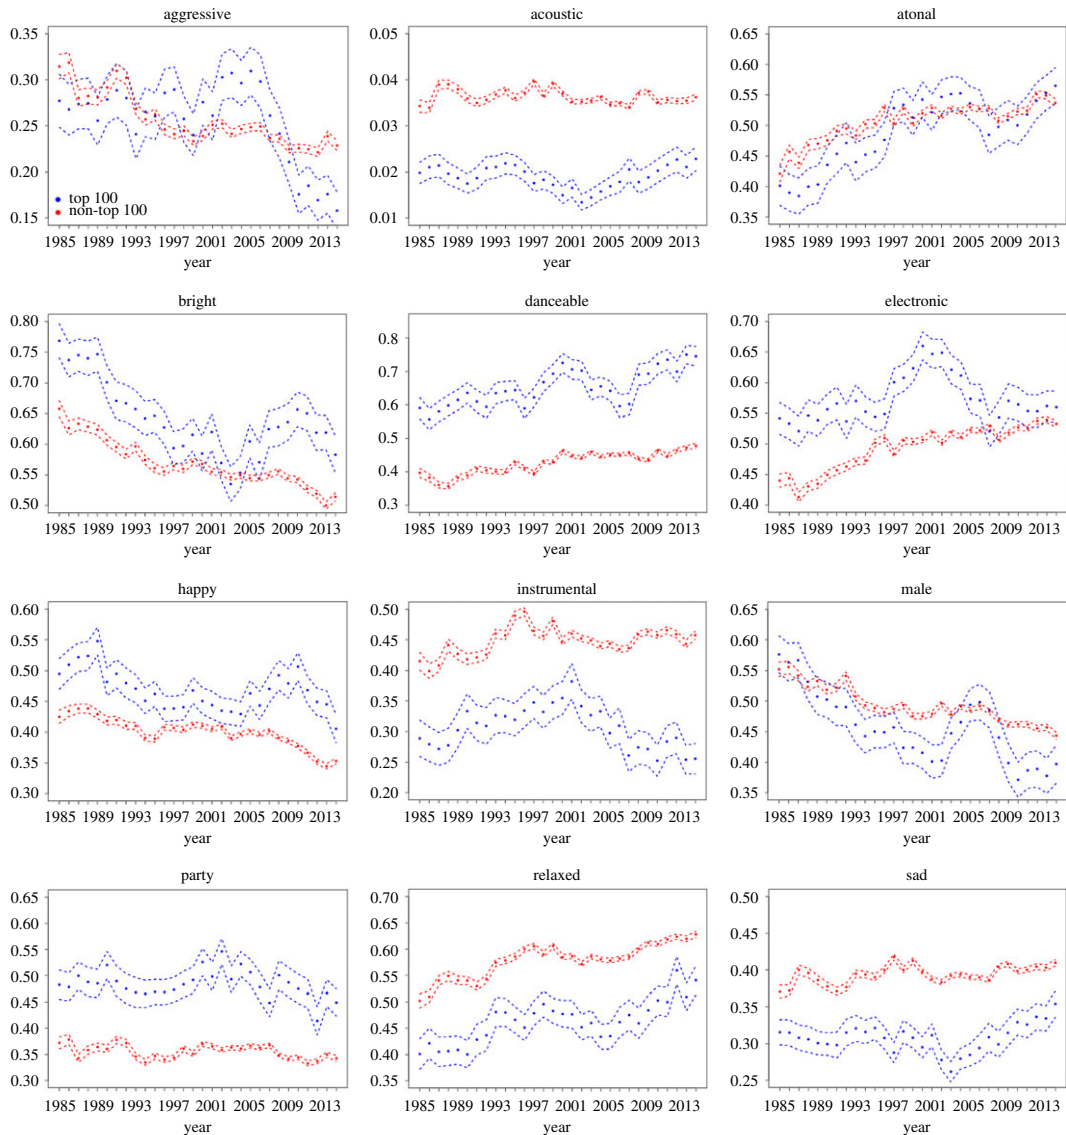 aggressive acoustic atonal
0.35 0.05 0.65
0.60
0.30 0.04 0.55
0.25 0.03 0.50
0.45
0.20 0.02 0.40
top 100
non-top 100
0.15 0.01 0.35
1985 1989 1993 1997 2001 2005 2009 2013 1985 1989 1993 1997 2001 2005 2009 2013 1985 1989 1993 1997 2001 2005 2009 2013
year year year
bright danceable electronic
0.80 0.70
0.75 0.8 0.65
0.70 0.7 0.60
0.65 0.6 0.55
0.60 0.5 0.50
0.55 0.4 0.45
0.50 0.3 0.40
1985 1989 1993 1997 2001 2005 2009 2013 1985 1989 1993 1997 2001 2005 2009 2013 1985 1989 1993 1997 2001 2005 2009 2013
year year year
happy instrumental male
0.60 0.50 0.65
0.55 0.45 0.60
0.50 0.40 0.55
0.45 0.35 0.50
0.40 0.30 0.45
0.35 0.25 0.40
0.30 0.20 0.35
1985 1989 1993 1997 2001 2005 2009 2013 1985 1989 1993 1997 2001 2005 2009 2013 1985 1989 1993 1997 2001 2005 2009 2013
year year year
party relaxed sad
0.65 0.70 0.50
0.60 0.65
0.55 0.60 0.45
0.50 0.55 0.40
0.45 0.50 0.35
0.40 0.45 0.30
0.35 0.40
0.30 0.35 0.25
1985 1989 1993 1997 2001 2005 2009 2013 1985 1989 1993 1997 2001 2005 2009 2013 1985 1989 1993 1997 2001 2005 2009 2013
year year year